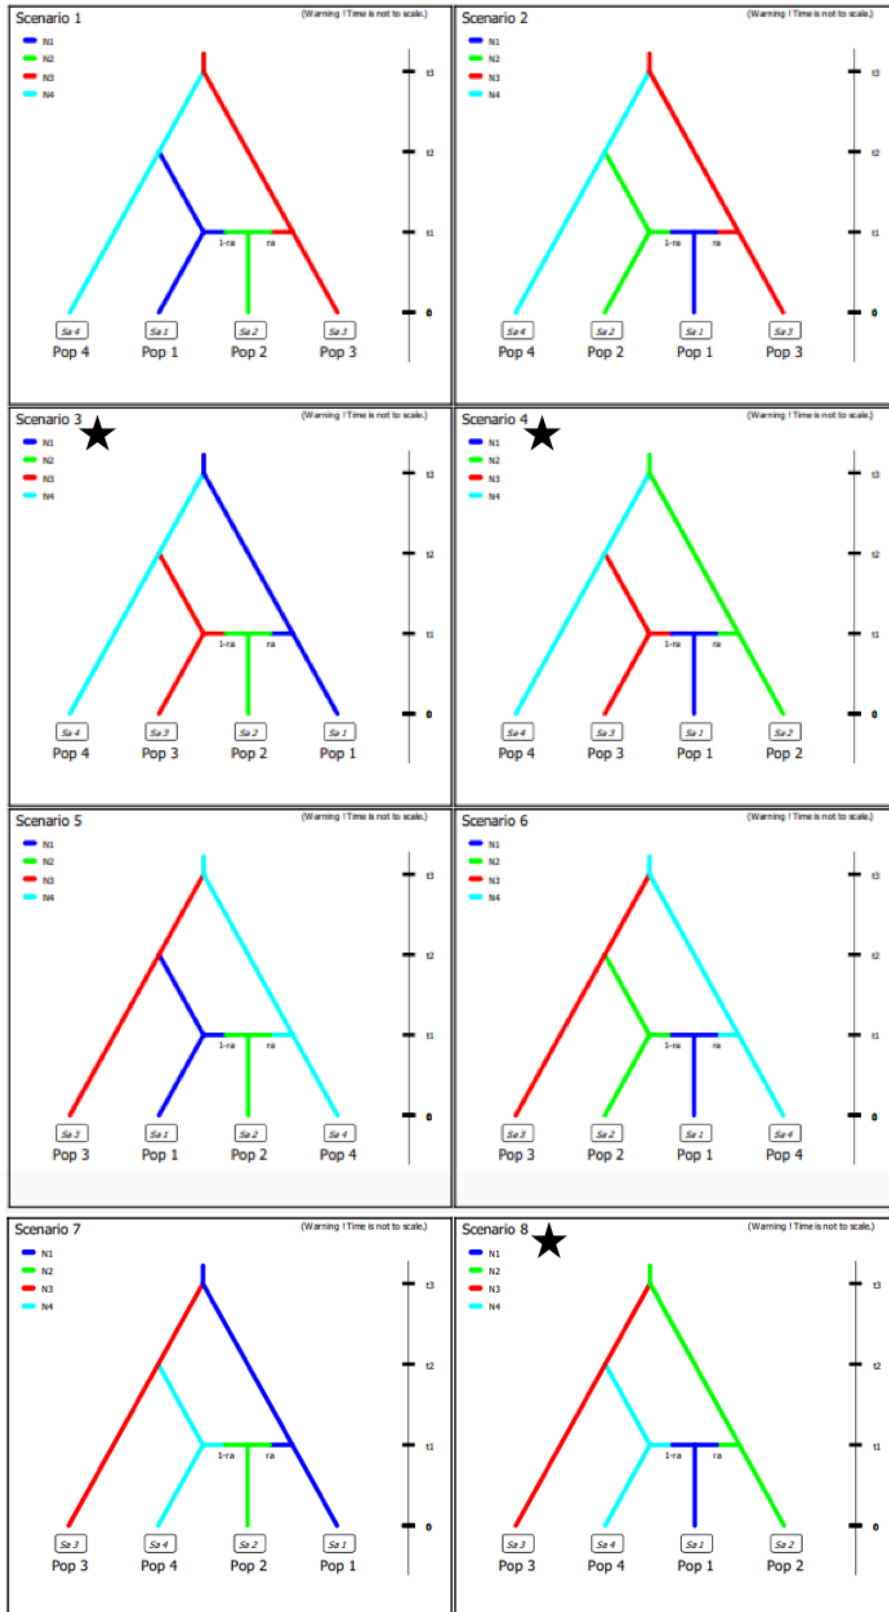 Scenario 1
(Warning ! Time is not to scale.)
N1
N2
N3
N4
t3
t2
t1
0
1-ra ra
Sa 4 Sa 1 Sa 2 Sa 3
Pop 4 Pop 1 Pop 2 Pop 3
Scenario 2
(Warning ! Time is not to scale.)
N1
N2
N3
N4
t3
t2
t1
0
1-ra ra
Sa 4 Sa 2 Sa 1 Sa 3
Pop 4 Pop 2 Pop 1 Pop 3
Scenario 3
(Warning ! Time is not to scale.)
N1
N2
N3
N4
t3
t2
t1
0
1-ra ra
Sa 4 Sa 3 Sa 2 Sa 1
Pop 4 Pop 3 Pop 2 Pop 1
Scenario 4
(Warning ! Time is not to scale.)
N1
N2
N3
N4
t3
t2
t1
0
1-ra ra
Sa 4 Sa 3 Sa 1 Sa 2
Pop 4 Pop 3 Pop 1 Pop 2
Scenario 5
(Warning ! Time is not to scale.)
N1
N2
N3
N4
t3
t2
t1
0
1-ra ra
Sa 3 Sa 1 Sa 2 Sa 4
Pop 3 Pop 1 Pop 2 Pop 4
Scenario 6
(Warning ! Time is not to scale.)
N1
N2
N3
N4
t3
t2
t1
0
1-ra ra
Sa 3 Sa 2 Sa 1 Sa 4
Pop 3 Pop 2 Pop 1 Pop 4
Scenario 7
(Warning ! Time is not to scale.)
N1
N2
N3
N4
t3
t2
t1
0
1-ra ra
Sa 3 Sa 4 Sa 2 Sa 1
Pop 3 Pop 4 Pop 2 Pop 1
Scenario 8
(Warning ! Time is not to scale.)
N1
N2
N3
N4
t3
t2
t1
0
1-ra ra
Sa 3 Sa 4 Sa 1 Sa 2
Pop 3 Pop 4 Pop 1 Pop 2